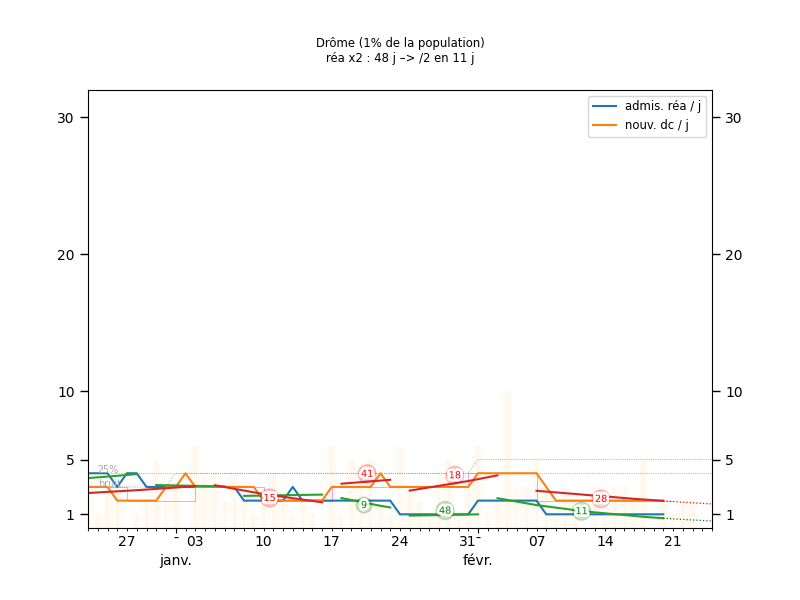 Drôme (1% de la population)
réa x2 : 48 j –> /2 en 11 j
admis. réa / j
nouv. dc / j
30 30
20 20
10 10
5 5
1 1
25%
41 18
15 28
9 48 11
27 03 10 17 24 31 07 14 21
janv. févr.